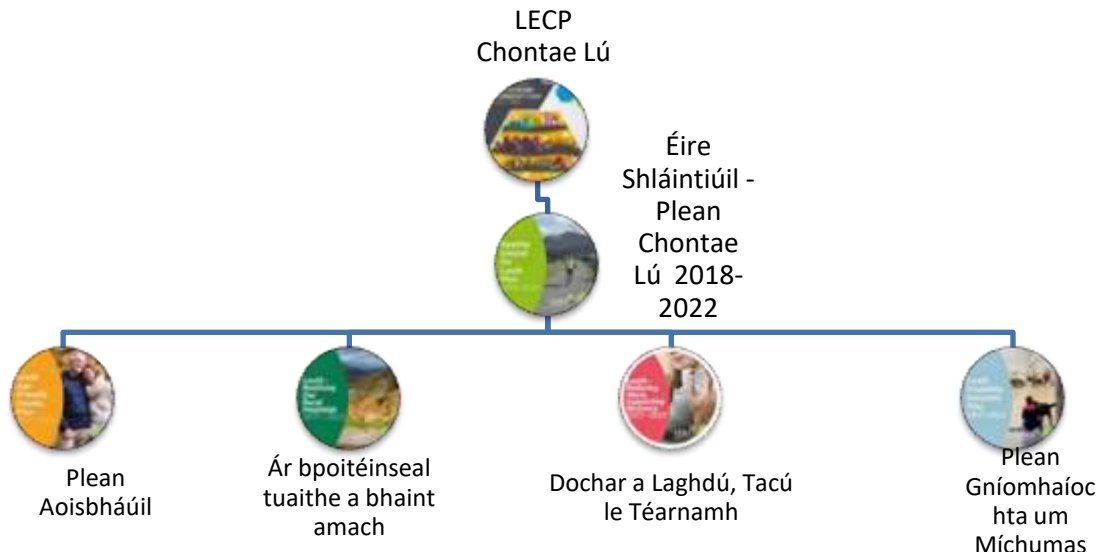 LECP
Chontae Lú
Éire
Shláintiúil -
Plean
Chontae
Lú 2018-
2022
Plean
Aoisbháúil
Ár bpoitéinseal
tuaithe a bhaint
amach
Dochar a Laghdú, Tacú
le Téarnamh
Plean
Gníomhaíoc
hta um
Míchumas